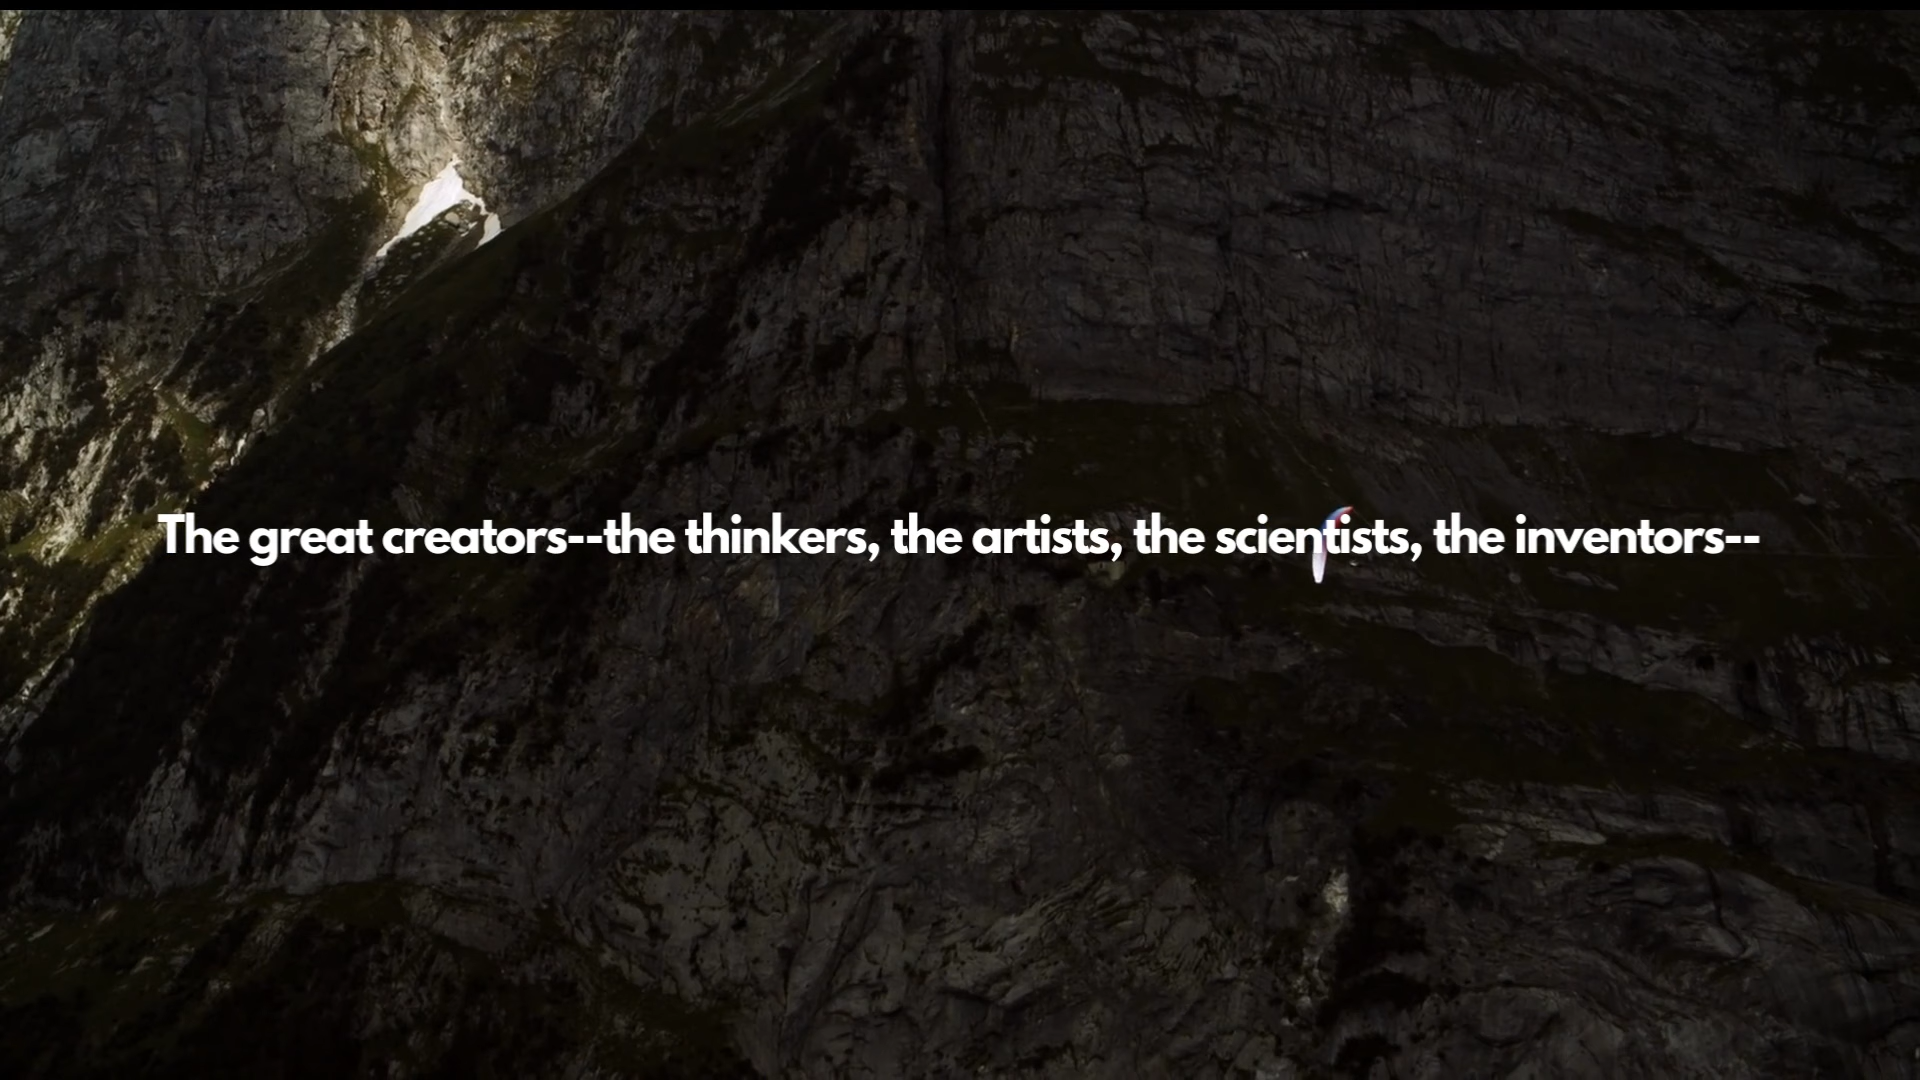 The great creators--the thinkers, the artists, the scientists, the inventors--